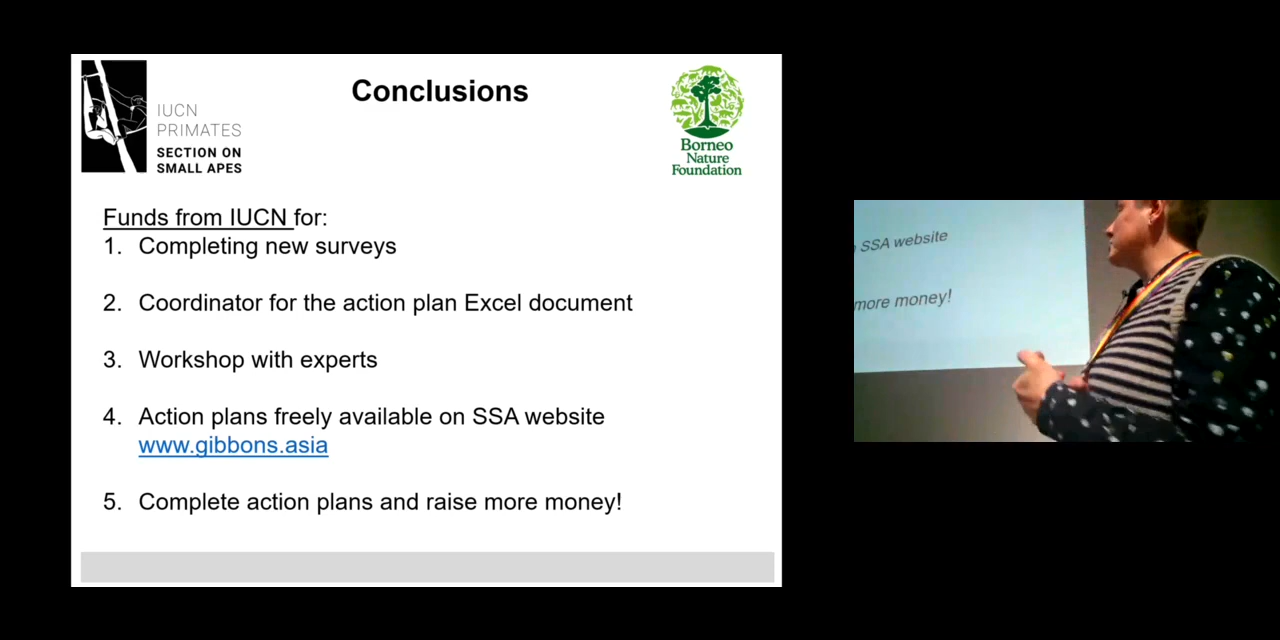 Conclusions
IUCN
PRIMATES
SECTION ON
SMALL APES
Borneo
Nature
Foundation
Funds from IUCN for:
1. Completing new surveys
2. Coordinator for the action plan Excel document
3. Workshop with experts
4. Action plans freely available on SSA website
www.gibbons.asia
5. Complete action plans and raise more money!
SSA website
more money!